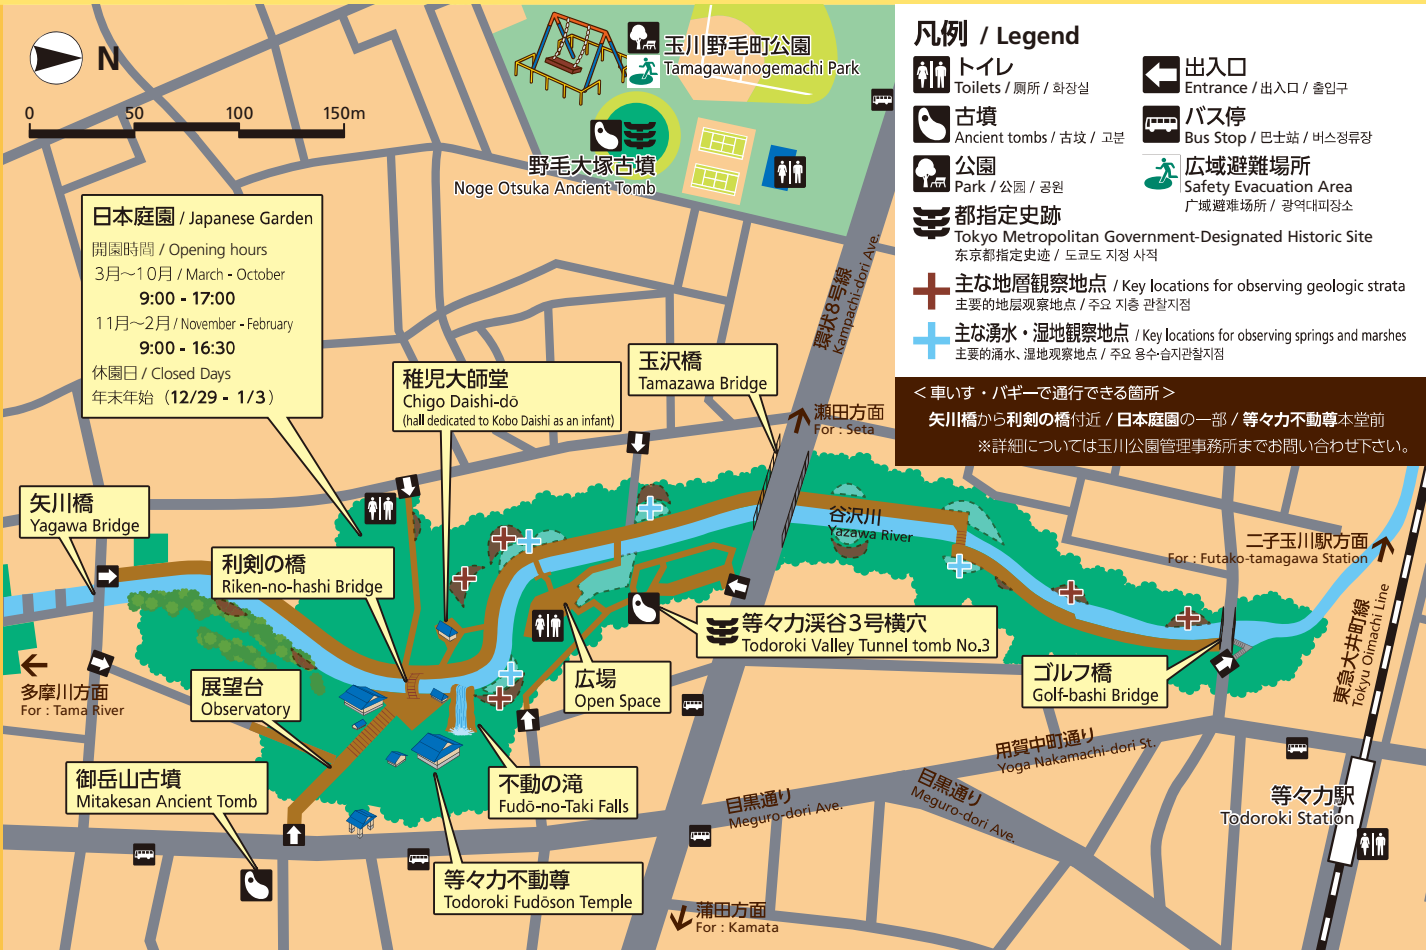 N
0 50 100 150m
玉川野毛町公園
Tamagawanogemachi Park
野毛大塚古墳
Noge Otsuka Ancient Tomb
凡例 / Legend
トイレ
Toilets / 厕所 / 화장실
古墳
Ancient tombs / 古坟 / 고분
公園
Park / 公园 / 공원
出入口
Entrance / 出入口 / 출입구
バス停
Bus Stop / 巴士站 / 버스정류장
広域避難場所
Safety Evacuation Area
广域避难场所 / 광역대피장소
都指定史跡
Tokyo Metropolitan Government-Designated Historic Site
东京都指定史迹 / 도쿄도 지정 사적
主な地層観察地点 / Key locations for observing geologic strata
主要的地层观察地点 / 주요 지층 관찰지점
主な湧水・湿地観察地点 / Key locations for observing springs and marshes
主要的涌水、湿地观察地点 / 주요 용수·습지관찰지점
＜車いす・バギーで通行できる箇所＞
矢川橋から利剣の橋付近 / 日本庭園の一部 / 等々力不動尊本堂前
※詳細については玉川公園管理事務所までお問い合わせ下さい。
日本庭園 / Japanese Garden
開園時間 / Opening hours
3月～10月 / March - October
9:00 - 17:00
11月～2月 / November - February
9:00 - 16:30
休園日 / Closed Days
年末年始（12/29 - 1/3）
環状8号線
Kampachi-dori Ave.
稚児大師堂
Chigo Daishi-dō
(hall dedicated to Kobo Daishi as an infant)
玉沢橋
Tamazawa Bridge
瀬田方面
For : Seta
矢川橋
Yagawa Bridge
利剣の橋
Riken-no-hashi Bridge
谷沢川
Yazawa River
二子玉川駅方面
For : Futako-tamagawa Station
東急大井町線
Tokyu Oimachi Line
等々力渓谷3号横穴
Todoroki Valley Tunnel tomb No.3
広場
Open Space
ゴルフ橋
Golf-bashi Bridge
多摩川方面
For : Tama River
展望台
Observatory
御岳山古墳
Mitakesan Ancient Tomb
不動の滝
Fudō-no-Taki Falls
用賀中町通り
Yoga Nakamachi-dori St.
目黒通り
Meguro-dori Ave.
目黒通り
Meguro-dori Ave.
等々力駅
Todoroki Station
等々力不動尊
Todoroki Fudōson Temple
蒲田方面
For : Kamata